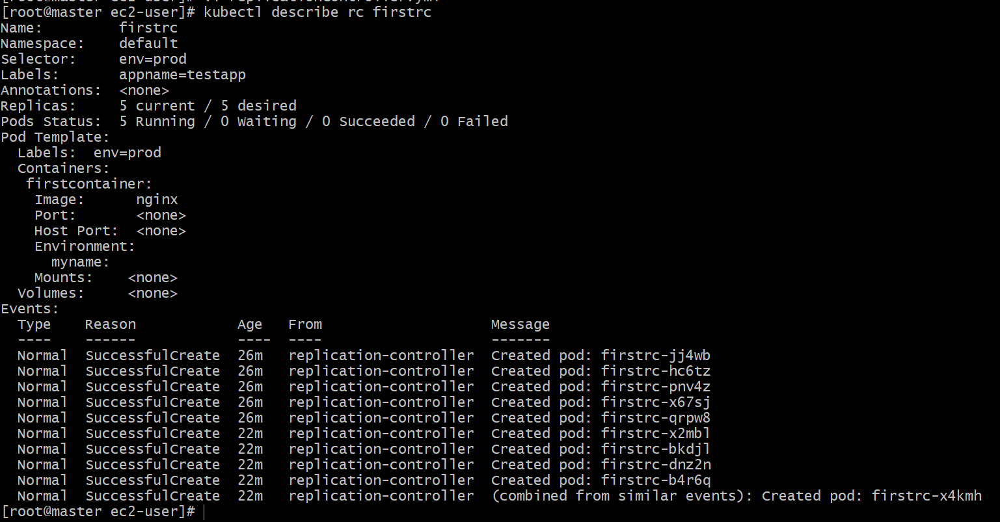 [root@master ec2-user]# kubectl describe rc firstrc
Name:         firstrc
Namespace:    default
Selector:     env=prod
Labels:       appname=testapp
Annotations:  <none>
Replicas:     5 current / 5 desired
Pods Status:  5 Running / 0 Waiting / 0 Succeeded / 0 Failed
Pod Template:
  Labels:  env=prod
  Containers:
   firstcontainer:
    Image:      nginx
    Port:       <none>
    Host Port:  <none>
    Environment:
      myname:
    Mounts:    <none>
  Volumes:     <none>
Events:
  Type    Reason            Age   From                    Message
  ----    ------            ----  ----                    -------
  Normal  SuccessfulCreate  26m   replication-controller  Created pod: firstrc-jj4wb
  Normal  SuccessfulCreate  26m   replication-controller  Created pod: firstrc-hc6tz
  Normal  SuccessfulCreate  26m   replication-controller  Created pod: firstrc-pnv4z
  Normal  SuccessfulCreate  26m   replication-controller  Created pod: firstrc-x67sj
  Normal  SuccessfulCreate  26m   replication-controller  Created pod: firstrc-qrpw8
  Normal  SuccessfulCreate  22m   replication-controller  Created pod: firstrc-x2mbl
  Normal  SuccessfulCreate  22m   replication-controller  Created pod: firstrc-bkdjl
  Normal  SuccessfulCreate  22m   replication-controller  Created pod: firstrc-dnz2n
  Normal  SuccessfulCreate  22m   replication-controller  Created pod: firstrc-b4r6q
  Normal  SuccessfulCreate  22m   replication-controller  (combined from similar events): Created pod: firstrc-x4kmh
[root@master ec2-user]#